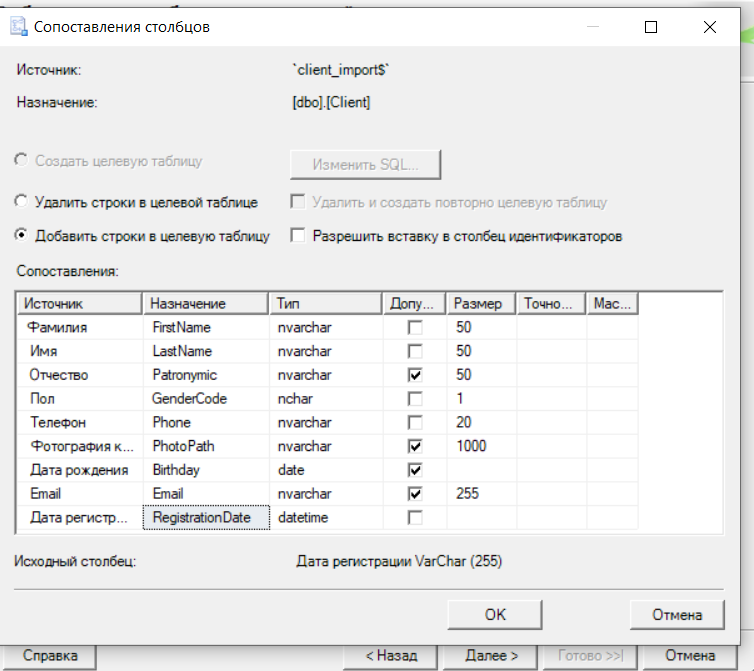 Сопоставления столбцов
Источник: `client_import$`
Назначение: [dbo].[Client]
Создать целевую таблицу Изменить SQL...
Удалить строки в целевой таблице Удалить и создать повторно целевую таблицу
Добавить строки в целевую таблицу Разрешить вставку в столбец идентификаторов
Сопоставления:
Источник Назначение Тип Допу... Размер Точно... Мас...
Фамилия FirstName nvarchar 50
Имя LastName nvarchar 50
Отчество Patronymic nvarchar 50
Пол GenderCode nchar 1
Телефон Phone nvarchar 20
Фотография к... PhotoPath nvarchar 1000
Дата рождения Birthday date
Email Email nvarchar 255
Дата регистр... RegistrationDate datetime
Исходный столбец: Дата регистрации VarChar (255)
OK Отмена
Справка < Назад Далее > Готово >>| Отмена